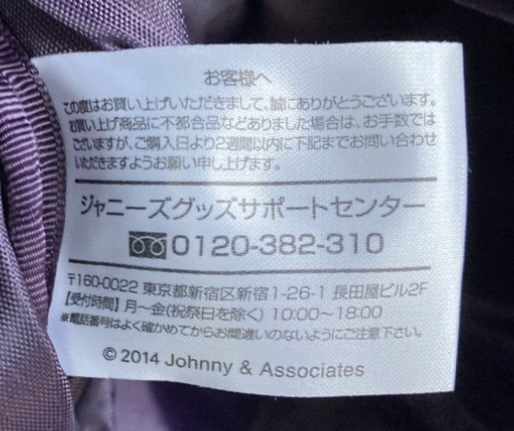 お客様へ
この度はお買い上げいただきまして、誠にありがとうございます。
お買い上げ商品に不都合品などありました場合は、お手数では
ございますが、ご購入日より2週間以内に下記までお問い合わせ
いただきますようお願い申し上げます。
ジャニーズグッズサポートセンター
0120-382-310
〒160-0022 東京都新宿区新宿1-26-1 長田屋ビル2F
【受付時間】月〜金(祝祭日を除く) 10:00〜18:00
※電話番号はよく確かめてからお間違いのないようにご注意下さい。
© 2014 Johnny & Associates